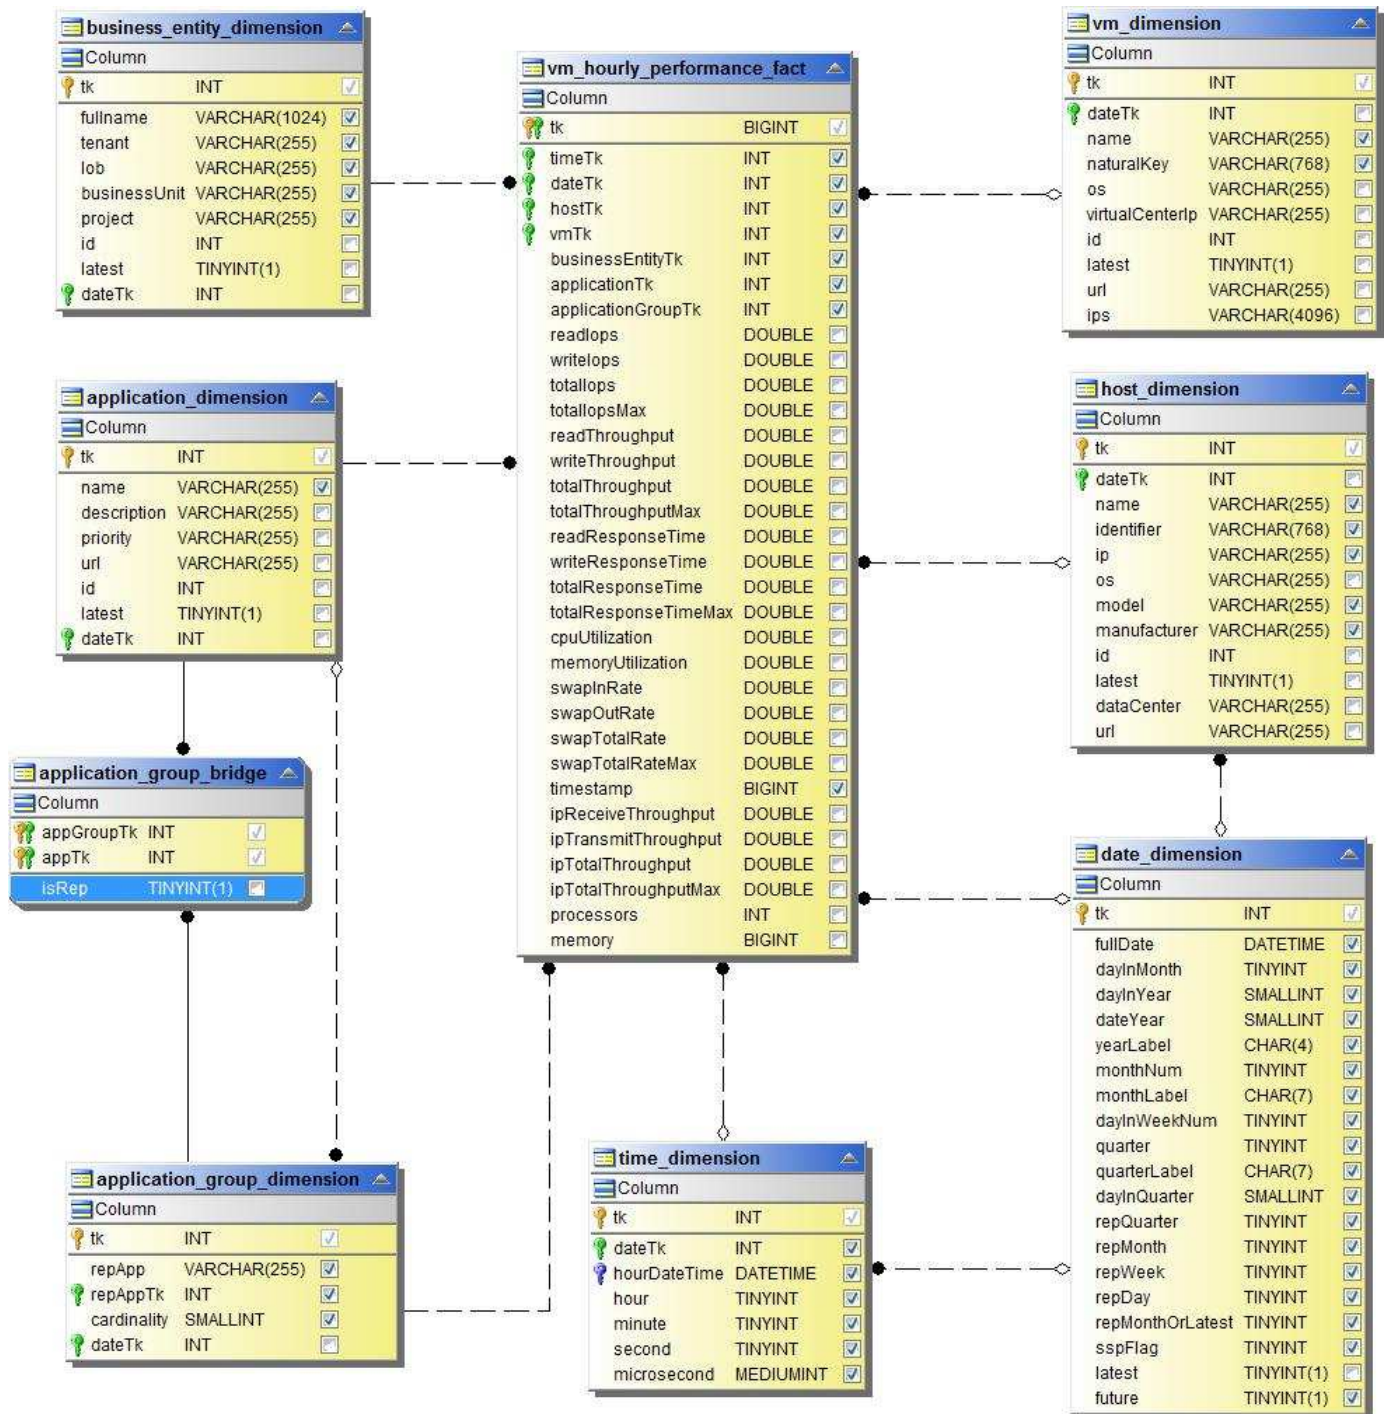 business_entity_dimension
Column
tk INT
fullname VARCHAR(1024)
tenant VARCHAR(255)
lob VARCHAR(255)
businessUnit VARCHAR(255)
project VARCHAR(255)
id INT
latest TINYINT(1)
dateTk INT
vm_hourly_performance_fact
Column
tk BIGINT
timeTk INT
dateTk INT
hostTk INT
vmTk INT
businessEntityTk INT
applicationTk INT
applicationGroupTk INT
readIops DOUBLE
writeIops DOUBLE
totalIops DOUBLE
totalIopsMax DOUBLE
readThroughput DOUBLE
writeThroughput DOUBLE
totalThroughput DOUBLE
totalThroughputMax DOUBLE
readResponseTime DOUBLE
writeResponseTime DOUBLE
totalResponseTime DOUBLE
totalResponseTimeMax DOUBLE
cpuUtilization DOUBLE
memoryUtilization DOUBLE
swapInRate DOUBLE
swapOutRate DOUBLE
swapTotalRate DOUBLE
swapTotalRateMax DOUBLE
timestamp BIGINT
ipReceiveThroughput DOUBLE
ipTransmitThroughput DOUBLE
ipTotalThroughput DOUBLE
ipTotalThroughputMax DOUBLE
processors INT
memory BIGINT
vm_dimension
Column
tk INT
dateTk INT
name VARCHAR(255)
naturalKey VARCHAR(768)
os VARCHAR(255)
virtualCenterIp VARCHAR(255)
id INT
latest TINYINT(1)
url VARCHAR(255)
ips VARCHAR(4096)
application_dimension
Column
tk INT
name VARCHAR(255)
description VARCHAR(255)
priority VARCHAR(255)
url VARCHAR(255)
id INT
latest TINYINT(1)
dateTk INT
host_dimension
Column
tk INT
dateTk INT
name VARCHAR(255)
identifier VARCHAR(768)
ip VARCHAR(255)
os VARCHAR(255)
model VARCHAR(255)
manufacturer VARCHAR(255)
id INT
latest TINYINT(1)
dataCenter VARCHAR(255)
url VARCHAR(255)
application_group_bridge
Column
appGroupTk INT
appTk INT
isRep TINYINT(1)
date_dimension
Column
tk INT
fullDate DATETIME
dayInMonth TINYINT
dayInYear SMALLINT
dateYear SMALLINT
yearLabel CHAR(4)
monthNum TINYINT
monthLabel CHAR(7)
dayInWeekNum TINYINT
quarter TINYINT
quarterLabel CHAR(7)
dayInQuarter SMALLINT
repQuarter TINYINT
repMonth TINYINT
repWeek TINYINT
repDay TINYINT
repMonthOrLatest TINYINT
sspFlag TINYINT
latest TINYINT(1)
future TINYINT(1)
application_group_dimension
Column
tk INT
repApp VARCHAR(255)
repAppTk INT
cardinality SMALLINT
dateTk INT
time_dimension
Column
tk INT
dateTk INT
hourDateTime DATETIME
hour TINYINT
minute TINYINT
second TINYINT
microsecond MEDIUMINT